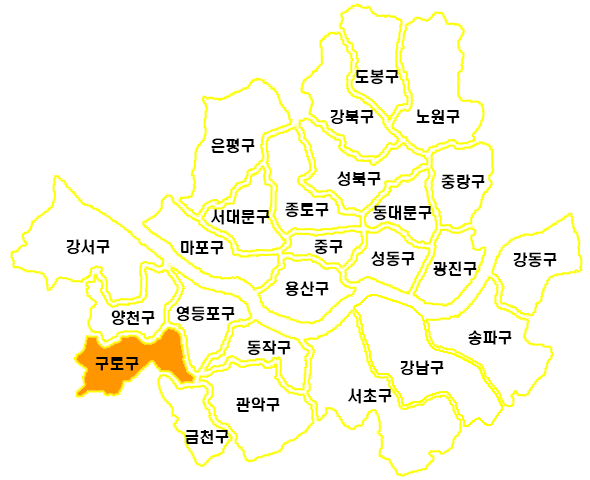 도봉구
강북구
노원구
은평구
성북구
중랑구
서대문구
종로구
동대문구
강서구
마포구
중구
성동구
광진구
강동구
용산구
양천구
영등포구
송파구
동작구
구토구
강남구
서초구
관악구
금천구